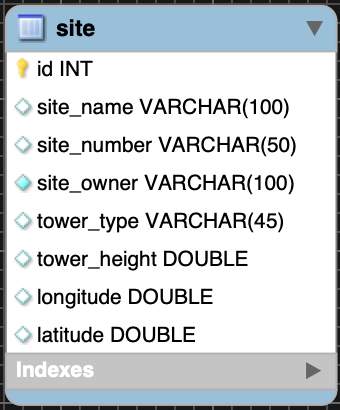 site
id INT
site_name VARCHAR(100)
site_number VARCHAR(50)
site_owner VARCHAR(100)
tower_type VARCHAR(45)
tower_height DOUBLE
longitude DOUBLE
latitude DOUBLE
Indexes